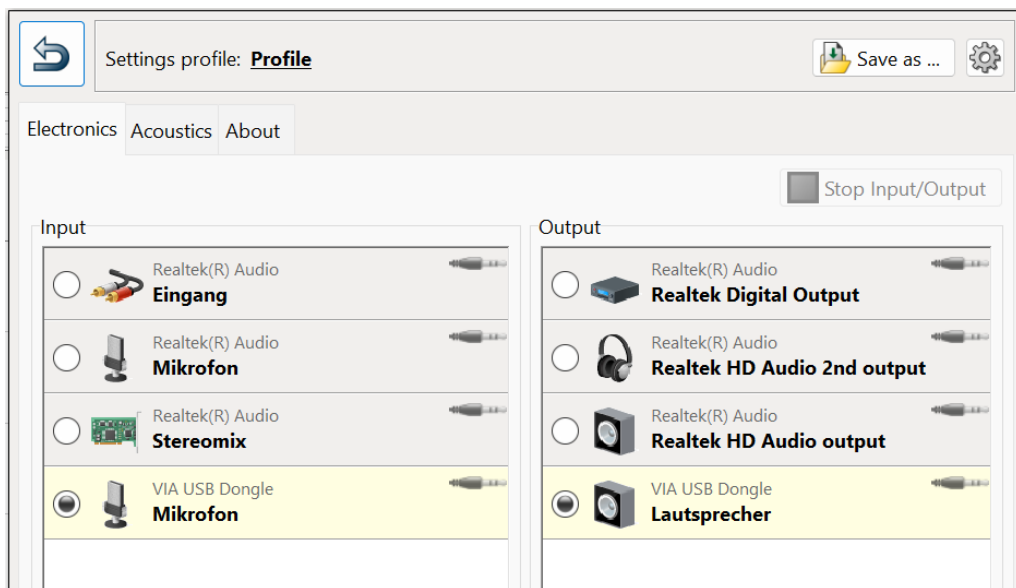 Settings profile: Profile
Save as ...
Electronics
Acoustics
About
Stop Input/Output
Input
Realtek(R) Audio
Eingang
Realtek(R) Audio
Mikrofon
Realtek(R) Audio
Stereomix
VIA USB Dongle
Mikrofon
Output
Realtek(R) Audio
Realtek Digital Output
Realtek(R) Audio
Realtek HD Audio 2nd output
Realtek(R) Audio
Realtek HD Audio output
VIA USB Dongle
Lautsprecher